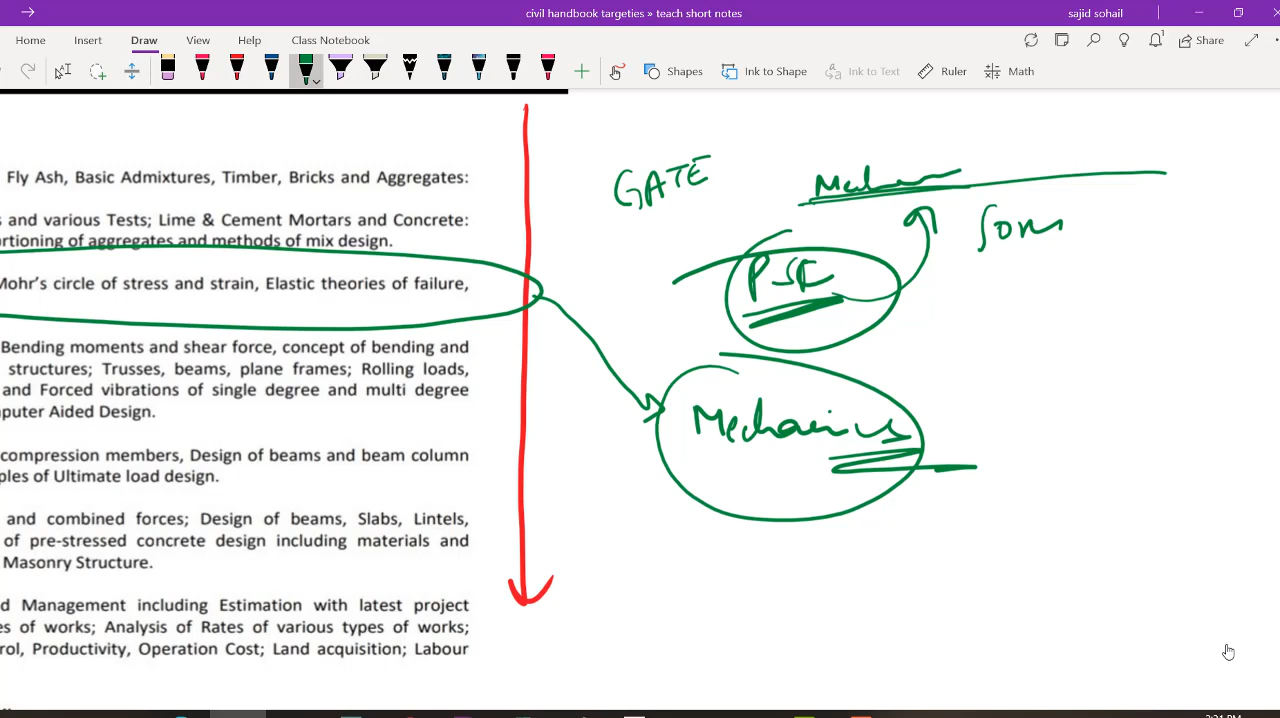 civil handbook targeties » teach short notes
sajid sohail
Home Insert Draw View Help Class Notebook
Share
Shapes Ink to Shape Ink to Text Ruler Math
Fly Ash, Basic Admixtures, Timber, Bricks and Aggregates:
s and various Tests; Lime & Cement Mortars and Concrete:
ortioning of aggregates and methods of mix design.
Mohr's circle of stress and strain, Elastic theories of failure,
Bending moments and shear force, concept of bending and
structures; Trusses, beams, plane frames; Rolling loads,
and Forced vibrations of single degree and multi degree
mputer Aided Design.
compression members, Design of beams and beam column
ples of Ultimate load design.
and combined forces; Design of beams, Slabs, Lintels,
of pre-stressed concrete design including materials and
Masonry Structure.
d Management including Estimation with latest project
es of works; Analysis of Rates of various types of works;
rol, Productivity, Operation Cost; Land acquisition; Labour
GATE
SOM
Mechanics